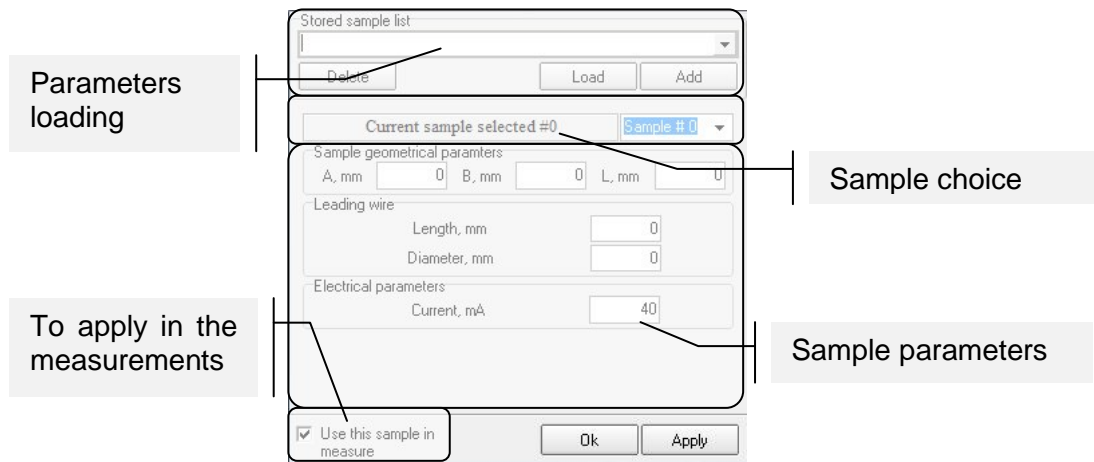 Stored sample list
Parameters
loading
Delete Load Add
Current sample selected #0 Sample # 0
Sample geometrical paramters
A, mm 0 B, mm 0 L, mm 0
Sample choice
Leading wire
Length, mm 0
Diameter, mm 0
Electrical parameters
Current, mA 40
To apply in the
measurements
Sample parameters
Use this sample in
measure
Ok Apply